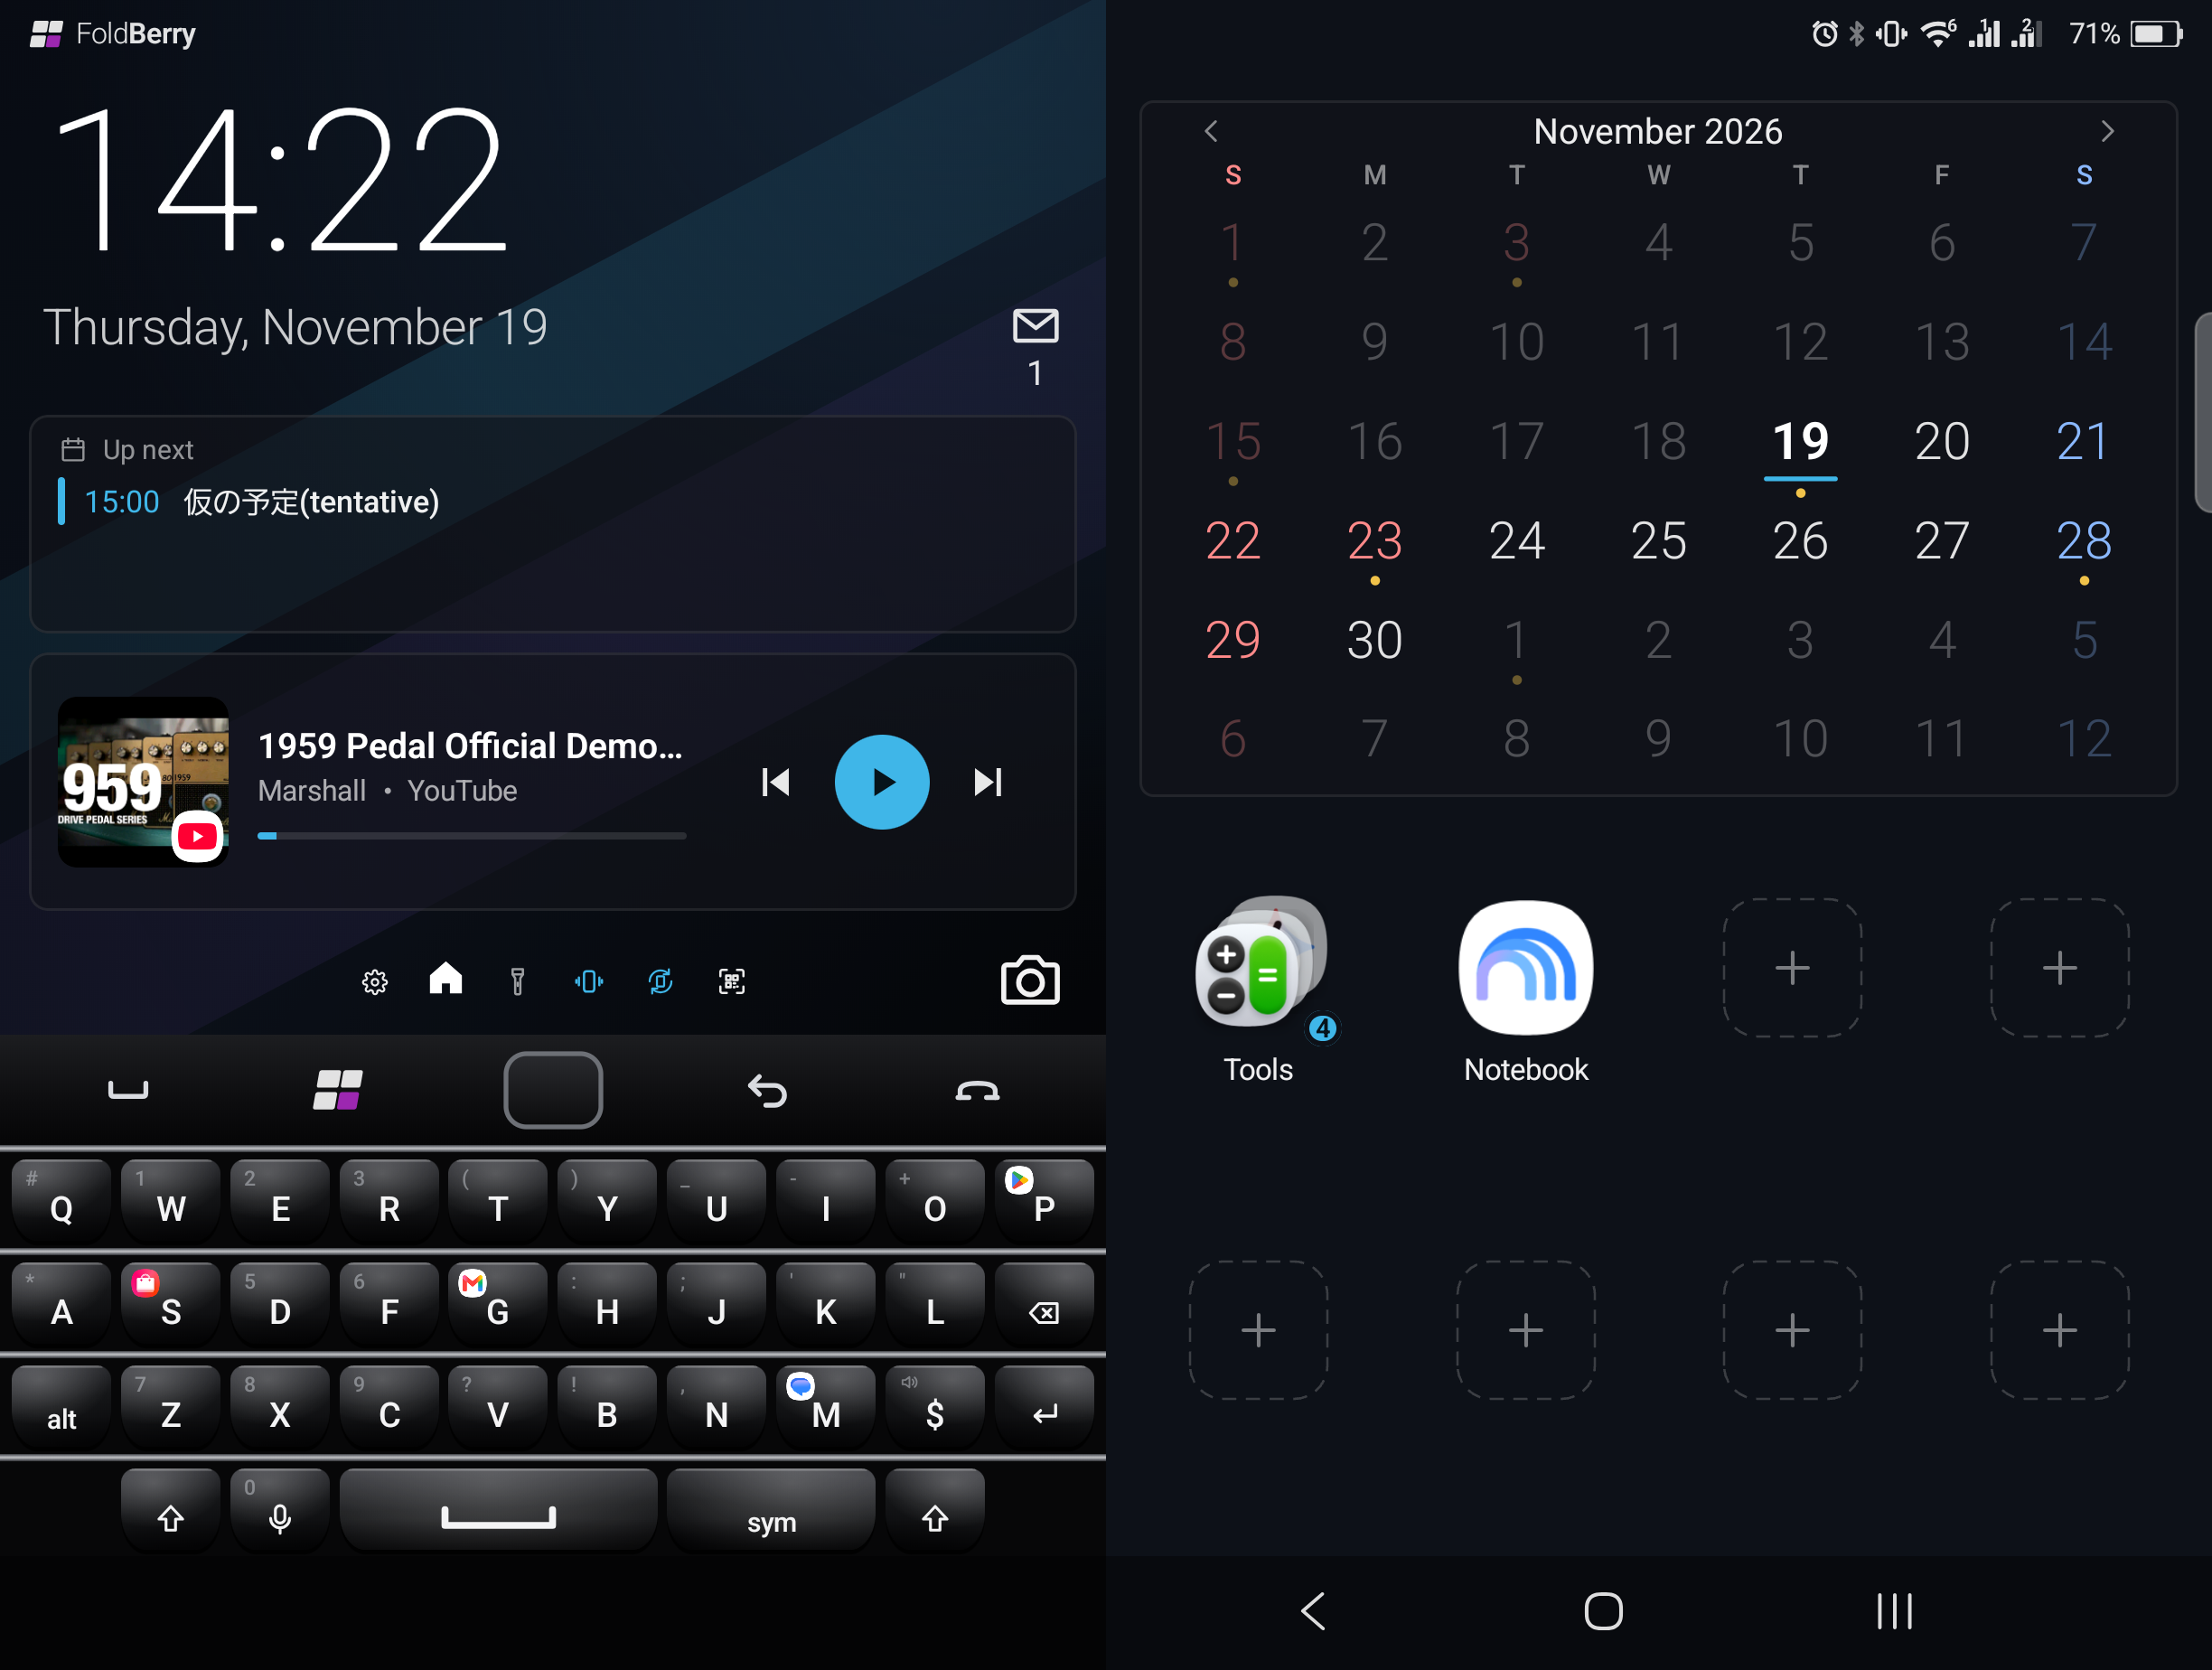 FoldBerry
14:22
Thursday, November 19
1
Up next
15:00 仮の予定(tentative)
959
1959
DRIVE PEDAL SERIES
1959 Pedal Official Demo...
Marshall • YouTube
# Q 1 W 2 E 3 R ( T ) Y _ U - I + O P
* A S 5 D 6 F G : H ; J ' K " L
alt 7 Z 8 X 9 C ? V ! B , N M $
0 sym
6 1 2 71%
November 2026
S M T W T F S
1 2 3 4 5 6 7
8 9 10 11 12 13 14
15 16 17 18 19 20 21
22 23 24 25 26 27 28
29 30 1 2 3 4 5
6 7 8 9 10 11 12
4
Tools Notebook